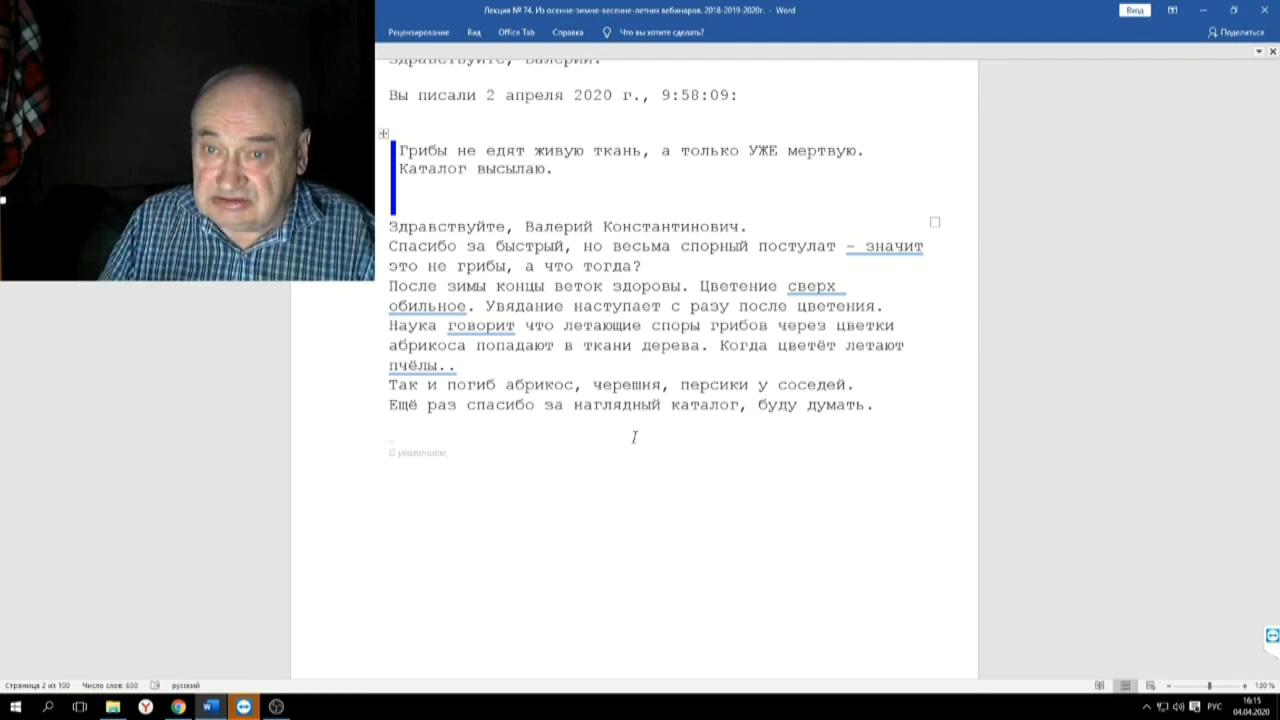 Лекция № 74. Из осенне-зимне-весенне-летних вебинаров. 2018-2019-2020г. - Word
Вход
Рецензирование Вид Office Tab Справка Что вы хотите сделать? Поделиться
Здравствуйте, Валерий.
Вы писали 2 апреля 2020 г., 9:58:09:
Грибы не едят живую ткань, а только УЖЕ мертвую.
Каталог высылаю.
Здравствуйте, Валерий Константинович.
Спасибо за быстрый, но весьма спорный постулат – значит
это не грибы, а что тогда?
После зимы концы веток здоровы. Цветение сверх
обильное. Увядание наступает с разу после цветения.
Наука говорит что летающие споры грибов через цветки
абрикоса попадают в ткани дерева. Когда цветёт летают
пчёлы..
Так и погиб абрикос, черешня, персики у соседей.
Ещё раз спасибо за наглядный каталог, буду думать.
--
С уважением,
Страница 2 из 100 Число слов: 650 русский 130 %
16:15
РУС
04.04.2020